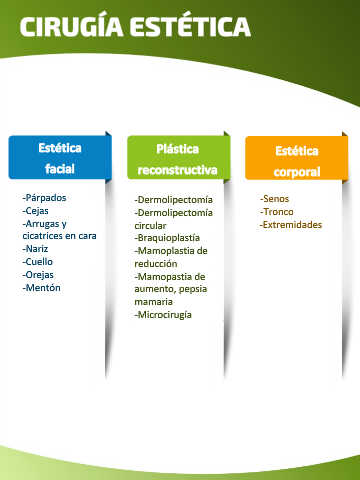 CIRUGÍA ESTÉTICA
Estética
facial
-Párpados
-Cejas
-Arrugas y
cicatrices en cara
-Nariz
-Cuello
-Orejas
-Mentón
Plástica
reconstructiva
-Dermolipectomía
-Dermolipectomía
circular
-Braquioplastía
-Mamoplastia de
reducción
-Mamopastia de
aumento, pepsia
mamaria
-Microcirugía
Estética
corporal
-Senos
-Tronco
-Extremidades